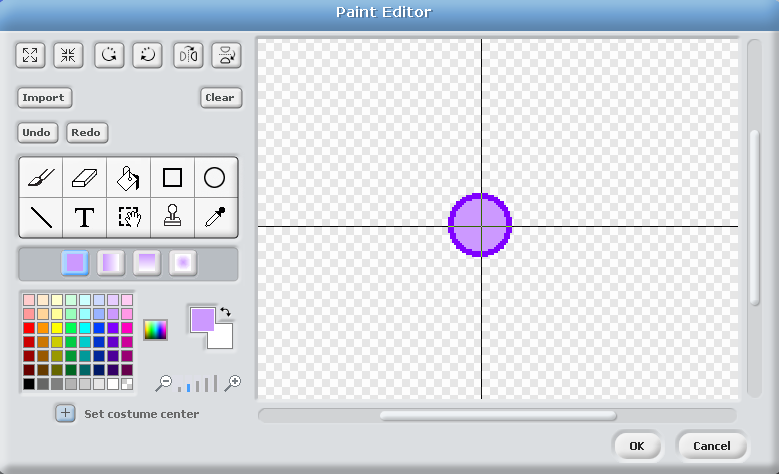 Paint Editor
Import
Clear
Undo
Redo
T
Set costume center
OK
Cancel